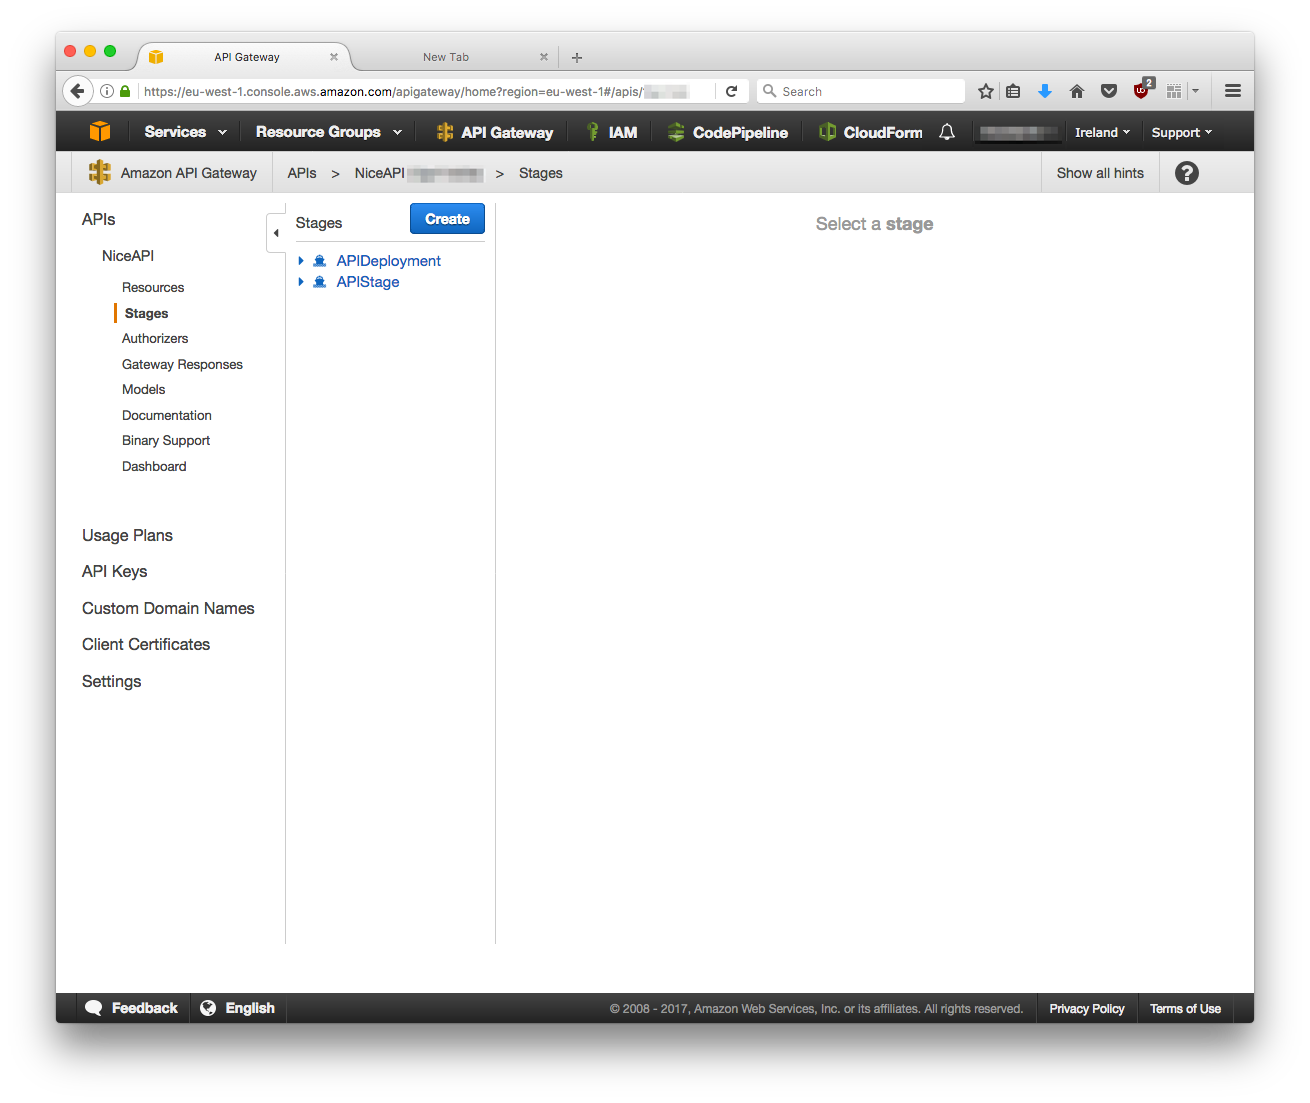 API Gateway
New Tab
https://eu-west-1.console.aws.amazon.com/apigateway/home?region=eu-west-1#/apis/
Search
2
Services
Resource Groups
API Gateway
IAM
CodePipeline
CloudForm
Ireland
Support
Amazon API Gateway
APIs > NiceAPI > Stages
Show all hints
?
APIs
NiceAPI
Resources
Stages
Authorizers
Gateway Responses
Models
Documentation
Binary Support
Dashboard
Usage Plans
API Keys
Custom Domain Names
Client Certificates
Settings
Stages
Create
APIDeployment
APIStage
Select a stage
Feedback
English
© 2008 - 2017, Amazon Web Services, Inc. or its affiliates. All rights reserved.
Privacy Policy
Terms of Use